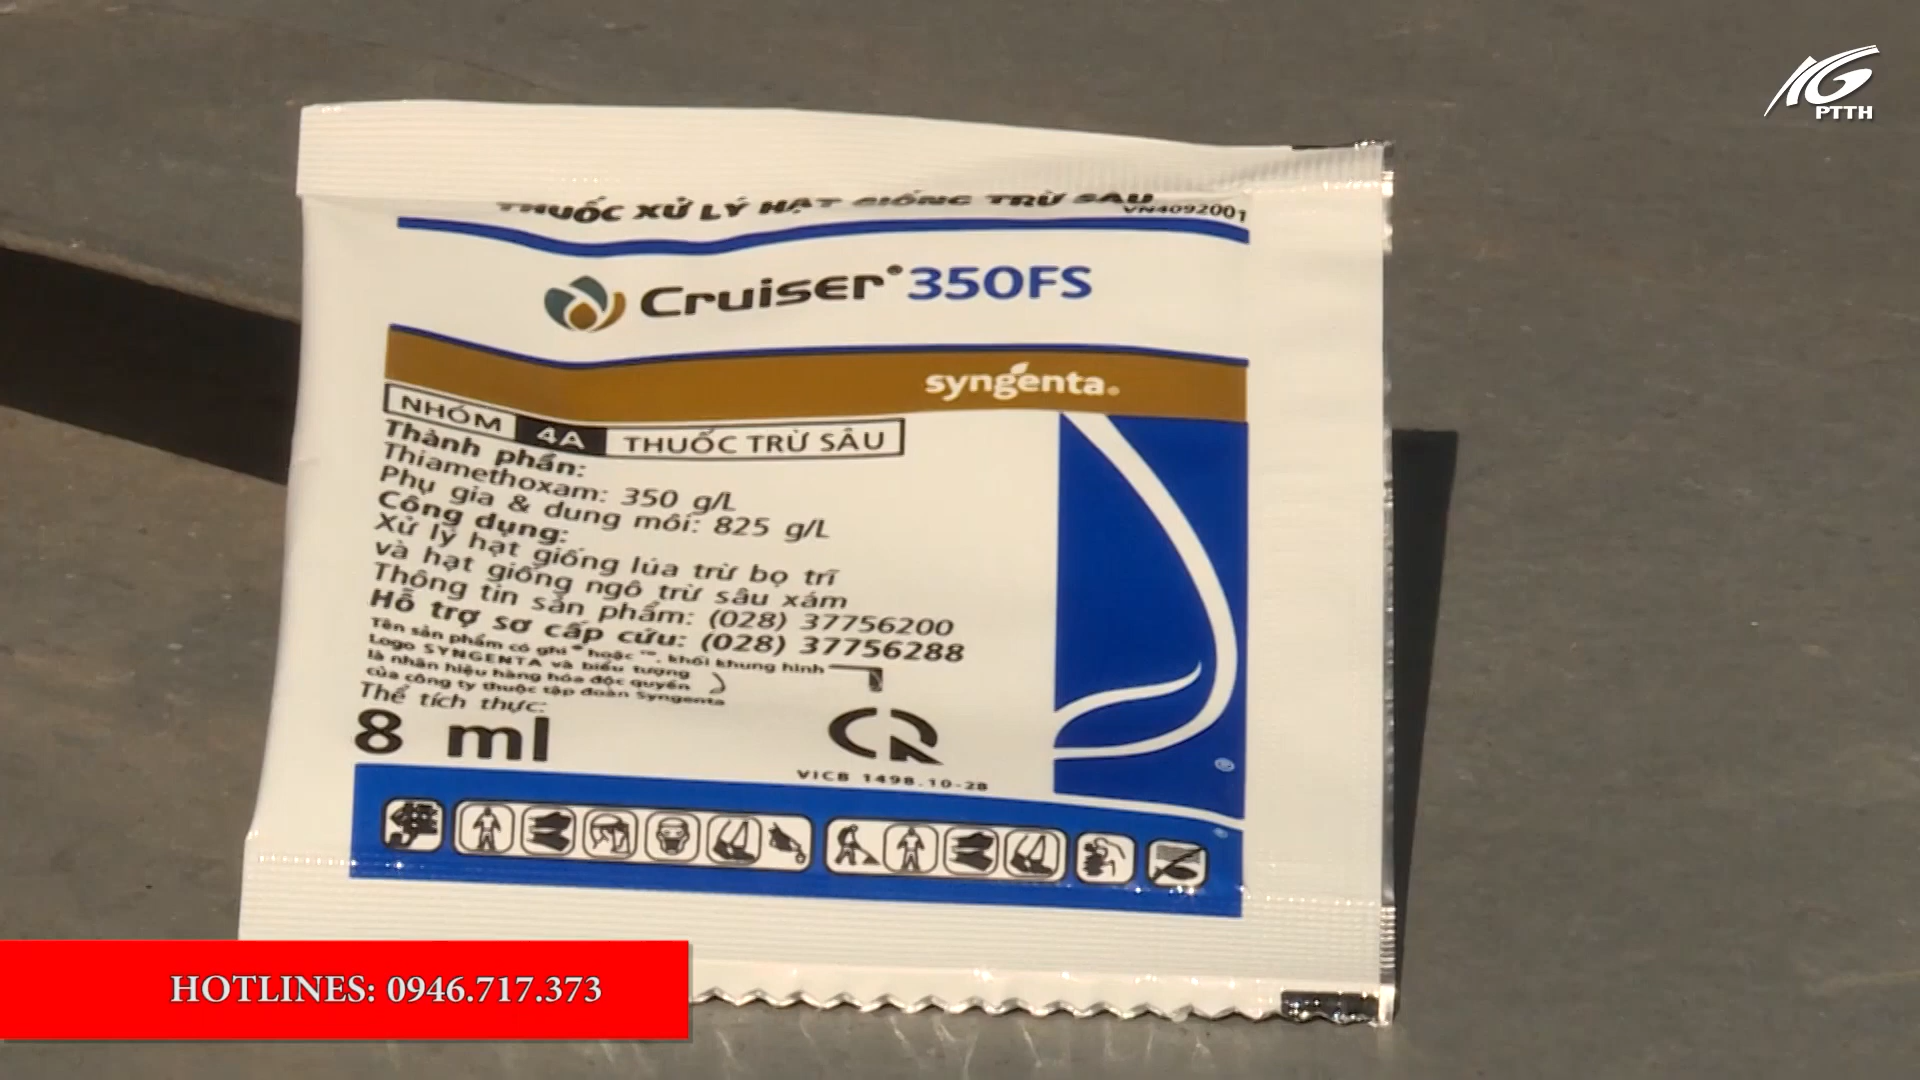 PTTH
THUỐC XỬ LÝ HẠT GIỐNG TRỪ SÂU
VN4092001
Cruiser® 350FS
syngenta®
NHÓM 4A THUỐC TRỪ SÂU
Thành phần:
Thiamethoxam: 350 g/L
Phụ gia & dung môi: 825 g/L
Công dụng:
Xử lý hạt giống lúa trừ bọ trĩ
và hạt giống ngô trừ sâu xám
Thông tin sản phẩm: (028) 37756200
Hỗ trợ sơ cấp cứu: (028) 37756288
Tên sản phẩm có ghi ® hoặc ™, khối khung hình
Logo SYNGENTA và biểu tượng
là nhãn hiệu hàng hóa độc quyền
của công ty thuộc tập đoàn Syngenta
Thể tích thực:
8 ml
CR
VICB 1498.10-2B
HOTLINES: 0946.717.373